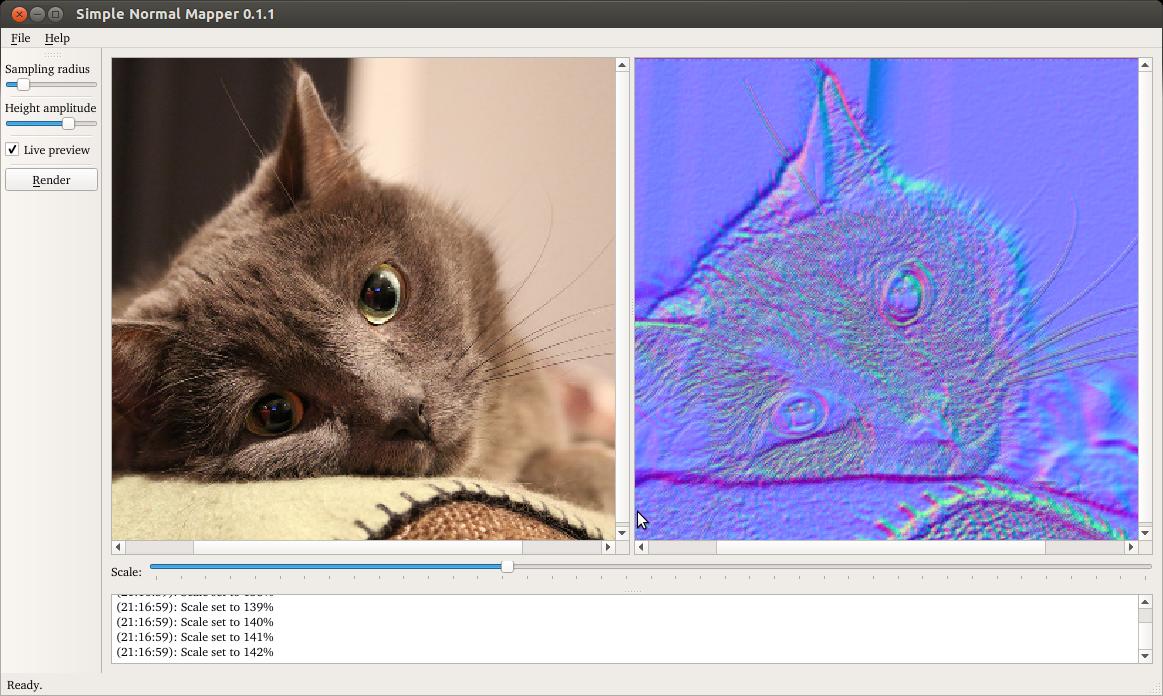 Simple Normal Mapper 0.1.1
File Help
Sampling radius
Height amplitude
Live preview
Render
Scale:
(21:16:59): Scale set to 139%
(21:16:59): Scale set to 140%
(21:16:59): Scale set to 141%
(21:16:59): Scale set to 142%
Ready.